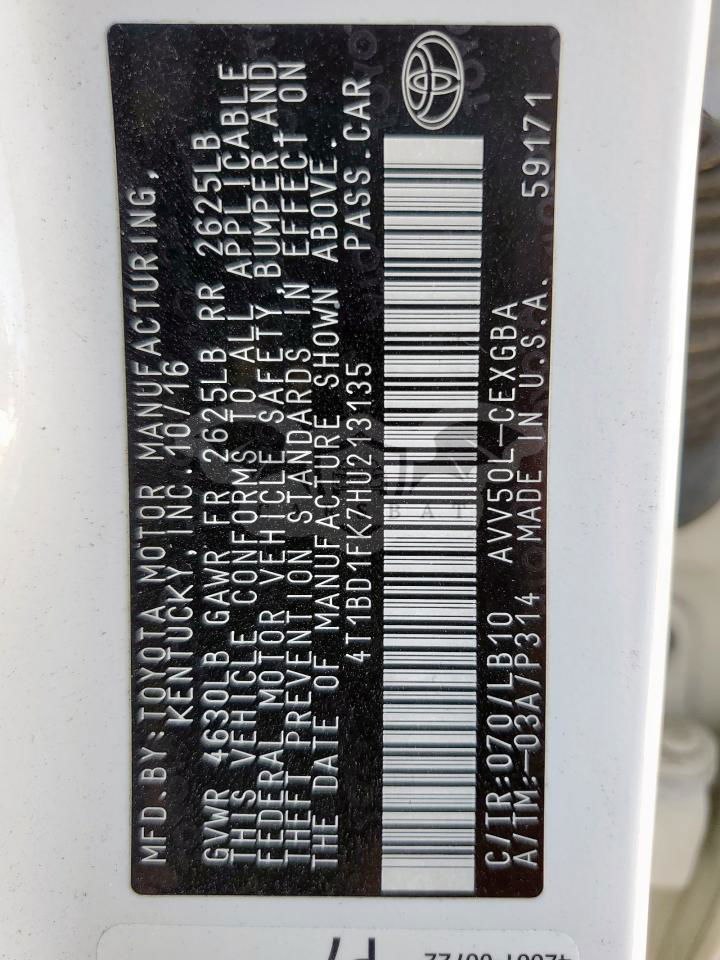 MFD.BY:TOYOTA MOTOR MANUFACTURING,
KENTUCKY,INC. 10/16
GVWR 4630LB GAWR FR 2625LB RR 2625LB
THIS VEHICLE CONFORMS TO ALL APPLICABLE
FEDERAL MOTOR VEHICLE SAFETY,BUMPER AND
THEFT PREVENTION STANDARDS IN EFFECT ON
THE DATE OF MANUFACTURE SHOWN ABOVE.
4T1BD1FK7HU213135 PASS.CAR
C/TR:070/LB10 AVV50L-CEXGBA 59171
A/TM:-03A/P314 MADE IN U.S.A.